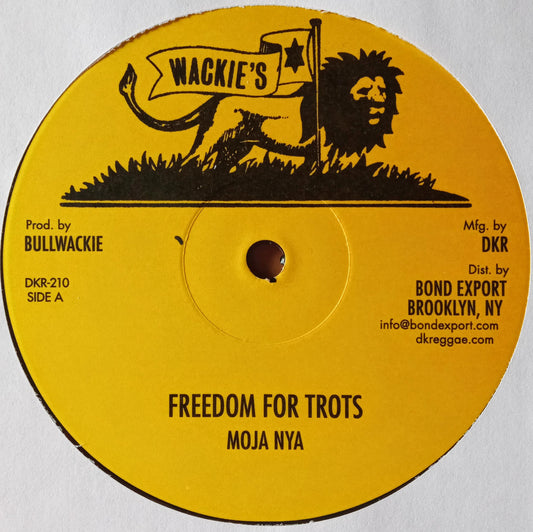 WACKIE'S
Prod. by
BULLWACKIE
DKR-210
SIDE A
Mfg. by
DKR
Dist. by
BOND EXPORT
BROOKLYN, NY
info@bondexport.com
dkreggae.com
FREEDOM FOR TROTS
MOJA NYA